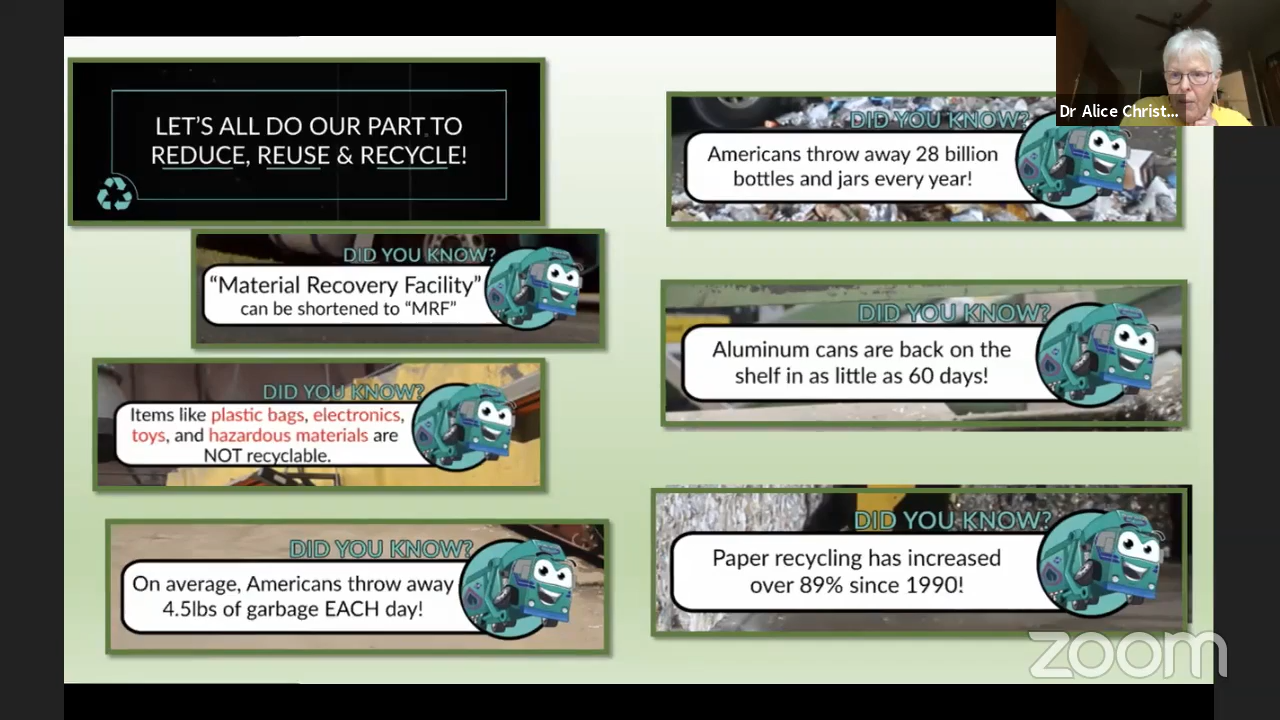 LET'S ALL DO OUR PART TO
REDUCE, REUSE & RECYCLE!
DID YOU KNOW?
"Material Recovery Facility"
can be shortened to "MRF"
DID YOU KNOW?
Items like plastic bags, electronics,
toys, and hazardous materials are
NOT recyclable.
DID YOU KNOW?
On average, Americans throw away
4.5lbs of garbage EACH day!
Dr Alice Christ...
DID YOU KNOW?
Americans throw away 28 billion
bottles and jars every year!
DID YOU KNOW?
Aluminum cans are back on the
shelf in as little as 60 days!
DID YOU KNOW?
Paper recycling has increased
over 89% since 1990!
zoom